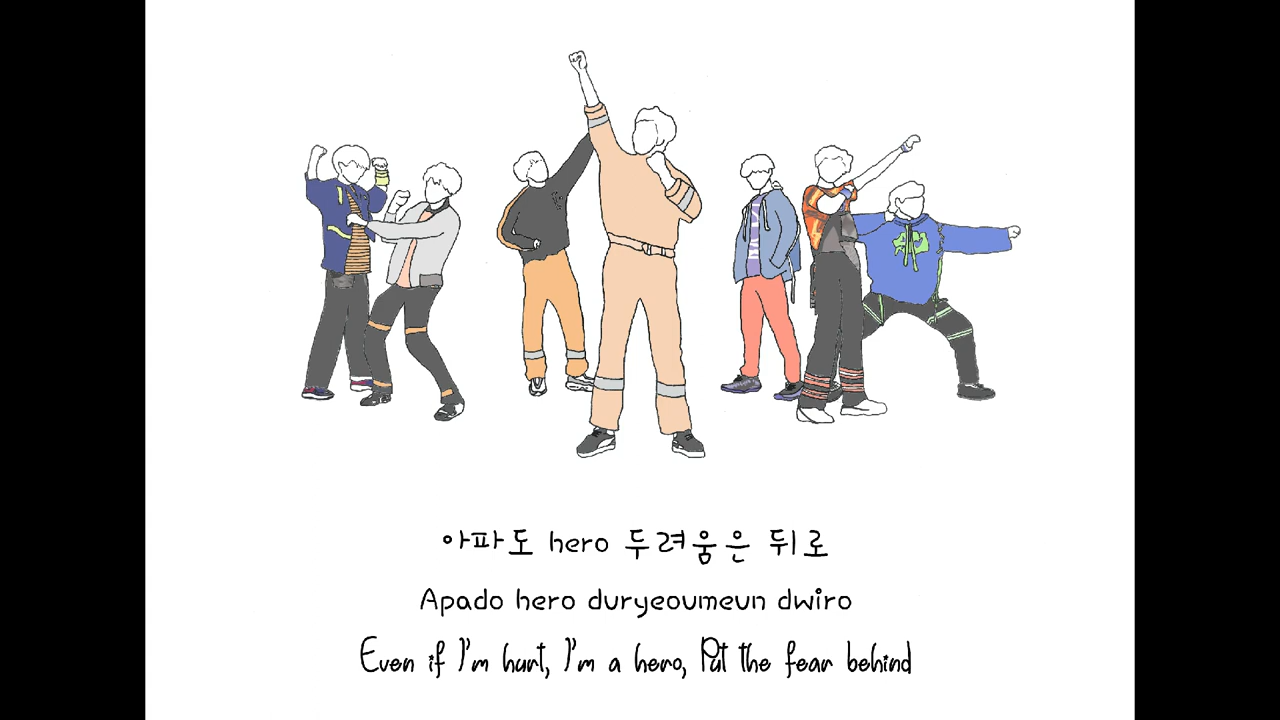 아파도 hero 두려움은 뒤로
Apado hero duryeoumeun dwiro
Even if I'm hurt, I'm a hero, Put the fear behind